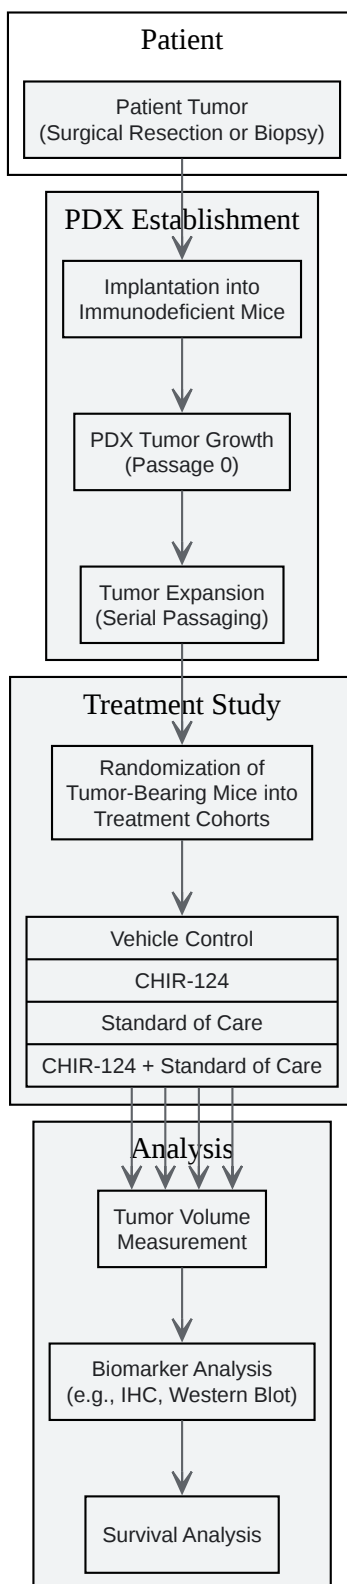 Patient
Patient Tumor
(Surgical Resection or Biopsy)
PDX Establishment
Implantation into
Immunodeficient Mice
PDX Tumor Growth
(Passage 0)
Tumor Expansion
(Serial Passaging)
Treatment Study
Randomization of
Tumor-Bearing Mice into
Treatment Cohorts
Vehicle Control
CHIR-124
Standard of Care
CHIR-124 + Standard of Care
Analysis
Tumor Volume
Measurement
Biomarker Analysis
(e.g., IHC, Western Blot)
Survival Analysis